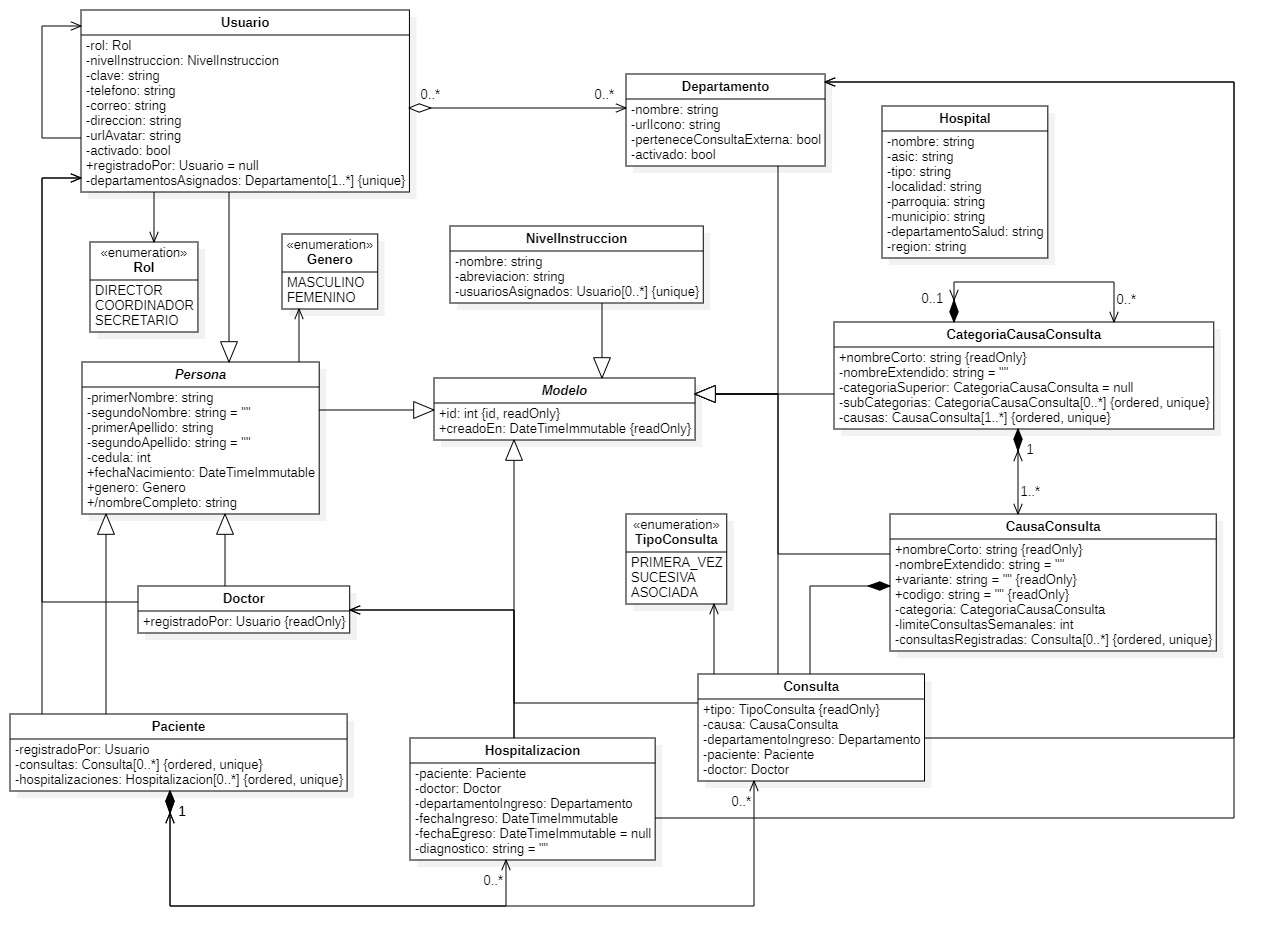 Usuario
-rol: Rol
-nivelInstruccion: NivelInstruccion
-clave: string
-telefono: string
-correo: string
-direccion: string
-urlAvatar: string
-activado: bool
+registradoPor: Usuario = null
-departamentosAsignados: Departamento[1..*] {unique}
0..*
0..*
Departamento
-nombre: string
-urlIcono: string
-perteneceConsultaExterna: bool
-activado: bool
Hospital
-nombre: string
-asic: string
-tipo: string
-localidad: string
-parroquia: string
-municipio: string
-departamentoSalud: string
-region: string
«enumeration»
Rol
DIRECTOR
COORDINADOR
SECRETARIO
«enumeration»
Genero
MASCULINO
FEMENINO
NivelInstruccion
-nombre: string
-abreviacion: string
-usuariosAsignados: Usuario[0..*] {unique}
0..1
0..*
CategoriaCausaConsulta
+nombreCorto: string {readOnly}
-nombreExtendido: string = ""
-categoriaSuperior: CategoriaCausaConsulta = null
-subCategorias: CategoriaCausaConsulta[0..*] {ordered, unique}
-causas: CausaConsulta[1..*] {ordered, unique}
1
1..*
Persona
-primerNombre: string
-segundoNombre: string = ""
-primerApellido: string
-segundoApellido: string = ""
-cedula: int
+fechaNacimiento: DateTimeImmutable
+genero: Genero
+/nombreCompleto: string
Modelo
+id: int {id, readOnly}
+creadoEn: DateTimeImmutable {readOnly}
«enumeration»
TipoConsulta
PRIMERA_VEZ
SUCESIVA
ASOCIADA
CausaConsulta
+nombreCorto: string {readOnly}
-nombreExtendido: string = ""
+variante: string = "" {readOnly}
+codigo: string = "" {readOnly}
-categoria: CategoriaCausaConsulta
-limiteConsultasSemanales: int
-consultasRegistradas: Consulta[0..*] {ordered, unique}
Doctor
+registradoPor: Usuario {readOnly}
Paciente
-registradoPor: Usuario
-consultas: Consulta[0..*] {ordered, unique}
-hospitalizaciones: Hospitalizacion[0..*] {ordered, unique}
1
Hospitalizacion
-paciente: Paciente
-doctor: Doctor
-departamentoIngreso: Departamento
-fechaIngreso: DateTimeImmutable
-fechaEgreso: DateTimeImmutable = null
-diagnostico: string = ""
0..*
Consulta
+tipo: TipoConsulta {readOnly}
-causa: CausaConsulta
-departamentoIngreso: Departamento
-paciente: Paciente
-doctor: Doctor
0..*